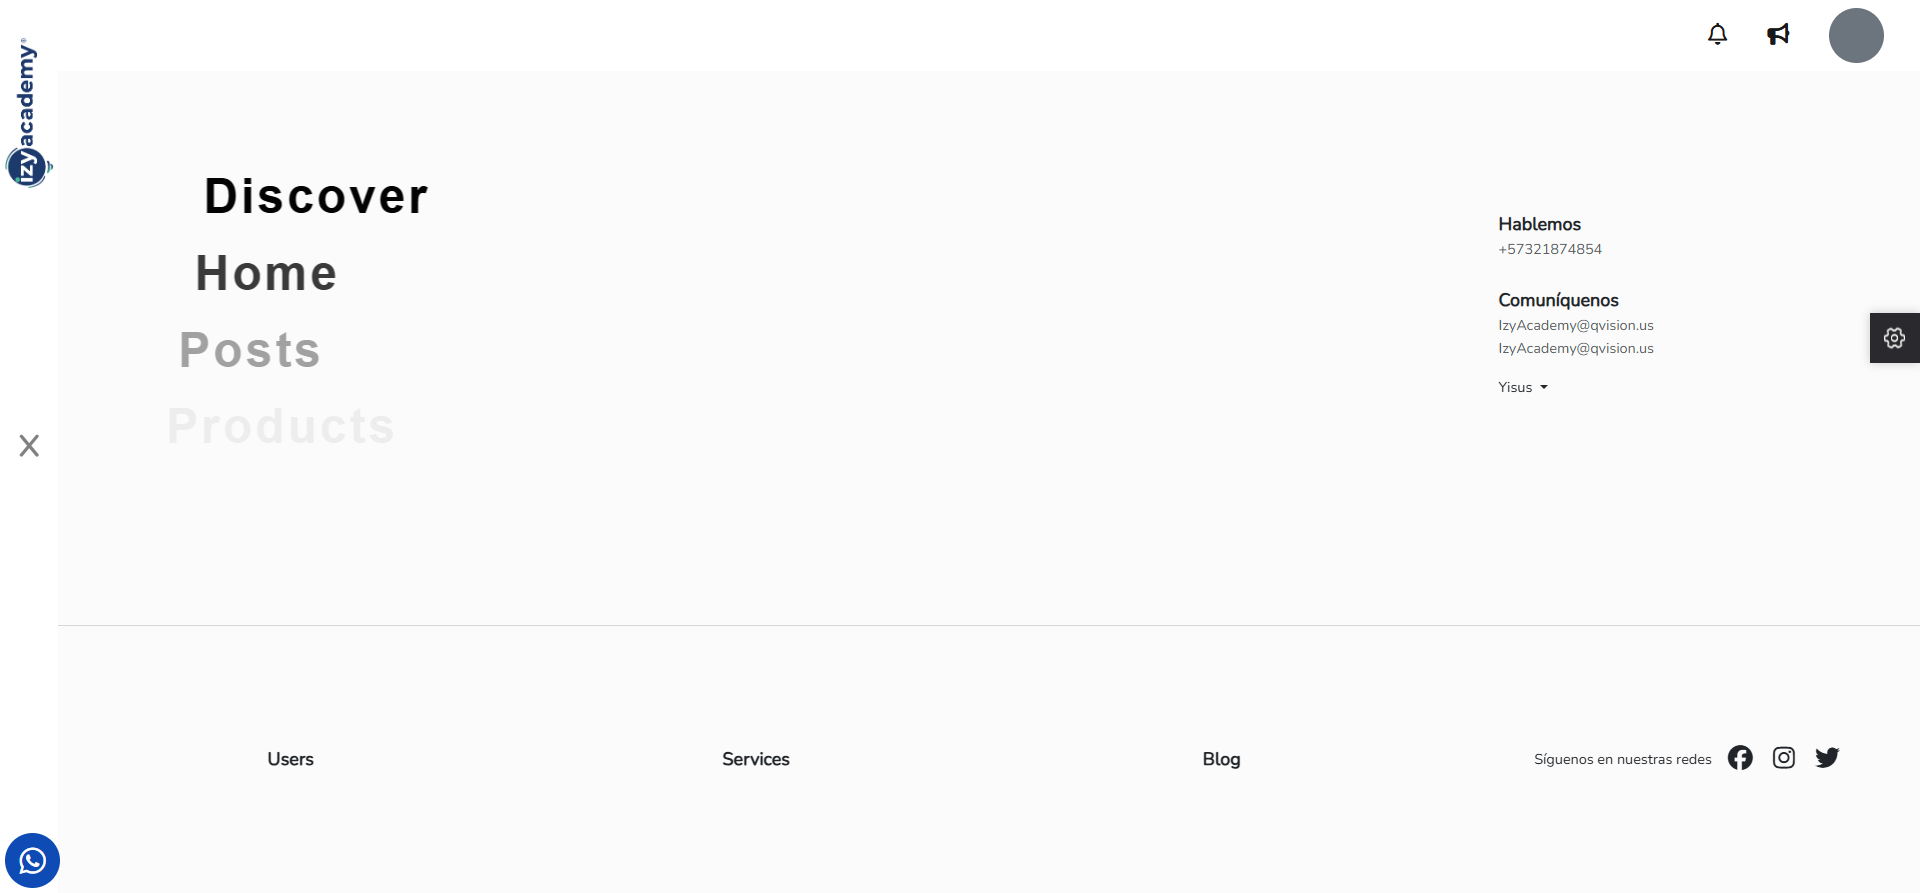 izyacademy®
Discover
Home
Posts
Products
Hablemos
+57321874854
Comuníquenos
IzyAcademy@qvision.us
IzyAcademy@qvision.us
Yisus
Users
Services
Blog
Síguenos en nuestras redes